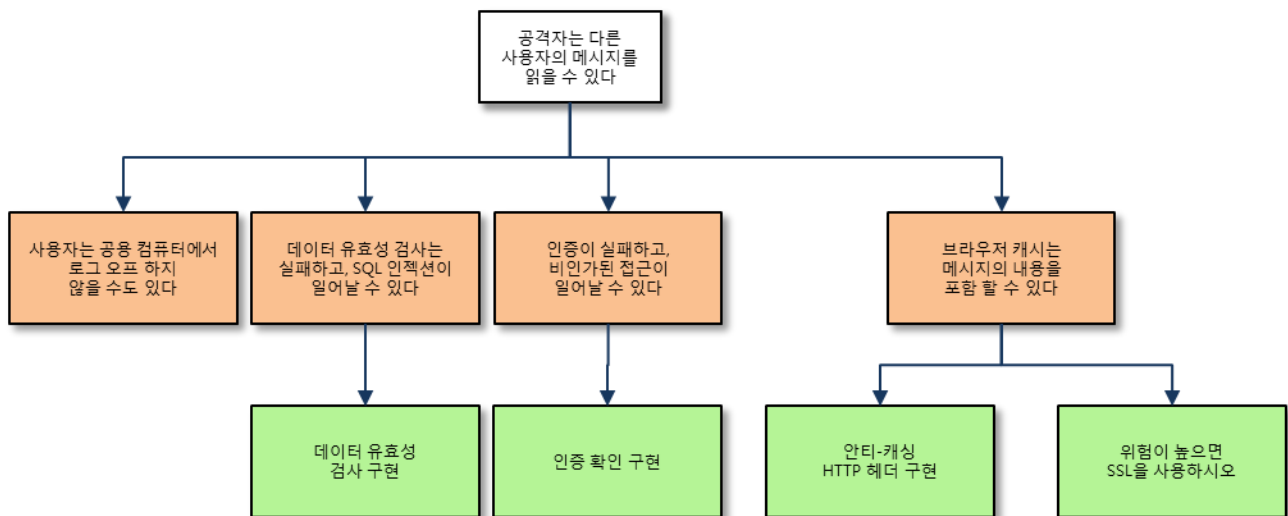 공격자는 다른
사용자의 메시지를
읽을 수 있다
사용자는 공용 컴퓨터에서
로그 오프 하지
않을 수도 있다
데이터 유효성 검사는
실패하고, SQL 인젝션이
일어날 수 있다
인증이 실패하고,
비인가된 접근이
일어날 수 있다
브라우저 캐시는
메시지의 내용을
포함 할 수 있다
데이터 유효성
검사 구현
인증 확인 구현
안티-캐싱
HTTP 헤더 구현
위험이 높으면
SSL을 사용하시오